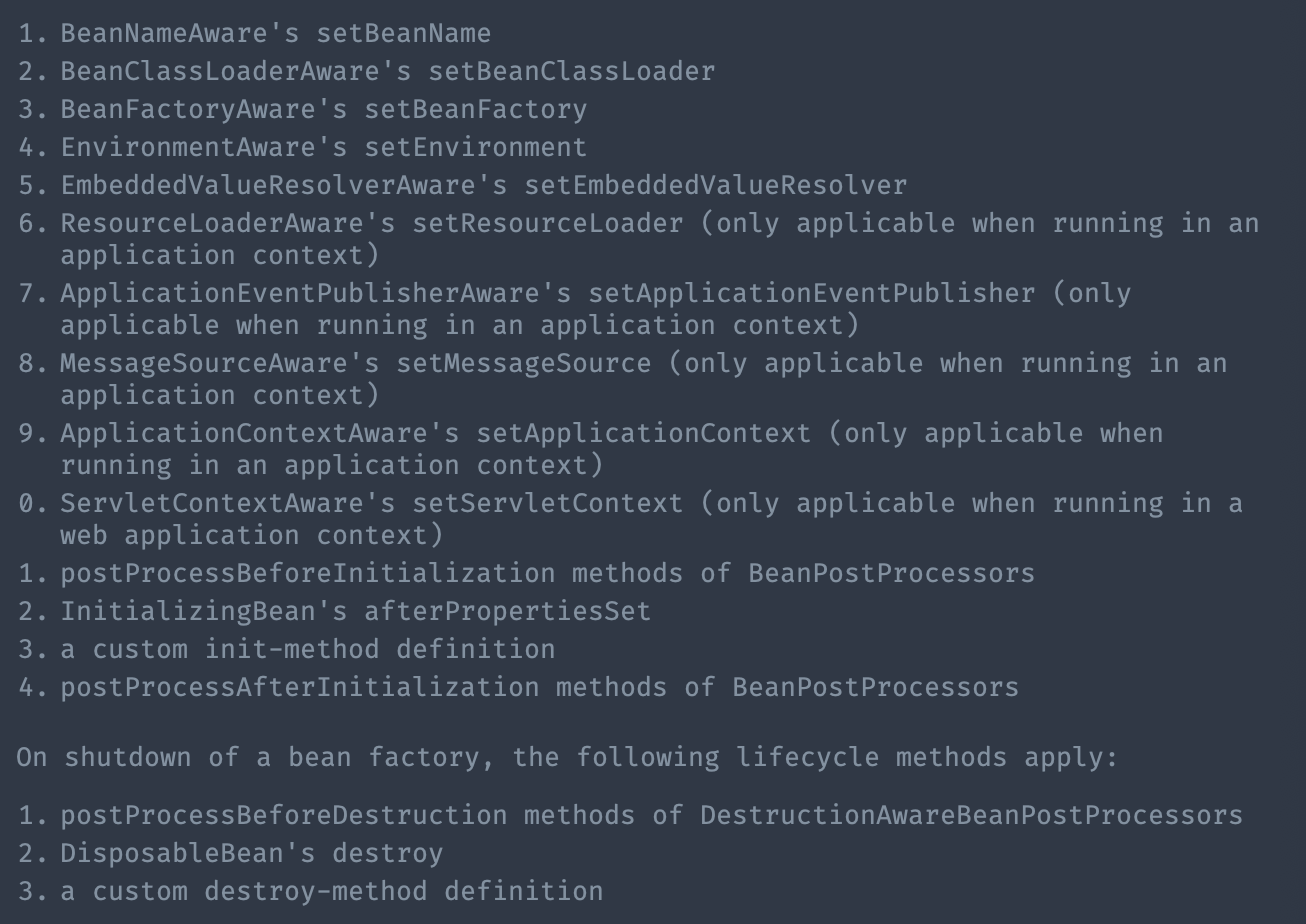 1. BeanNameAware's setBeanName
2. BeanClassLoaderAware's setBeanClassLoader
3. BeanFactoryAware's setBeanFactory
4. EnvironmentAware's setEnvironment
5. EmbeddedValueResolverAware's setEmbeddedValueResolver
6. ResourceLoaderAware's setResourceLoader (only applicable when running in an
application context)
7. ApplicationEventPublisherAware's setApplicationEventPublisher (only
applicable when running in an application context)
8. MessageSourceAware's setMessageSource (only applicable when running in an
application context)
9. ApplicationContextAware's setApplicationContext (only applicable when
running in an application context)
0. ServletContextAware's setServletContext (only applicable when running in a
web application context)
1. postProcessBeforeInitialization methods of BeanPostProcessors
2. InitializingBean's afterPropertiesSet
3. a custom init-method definition
4. postProcessAfterInitialization methods of BeanPostProcessors
On shutdown of a bean factory, the following lifecycle methods apply:
1. postProcessBeforeDestruction methods of DestructionAwareBeanPostProcessors
2. DisposableBean's destroy
3. a custom destroy-method definition